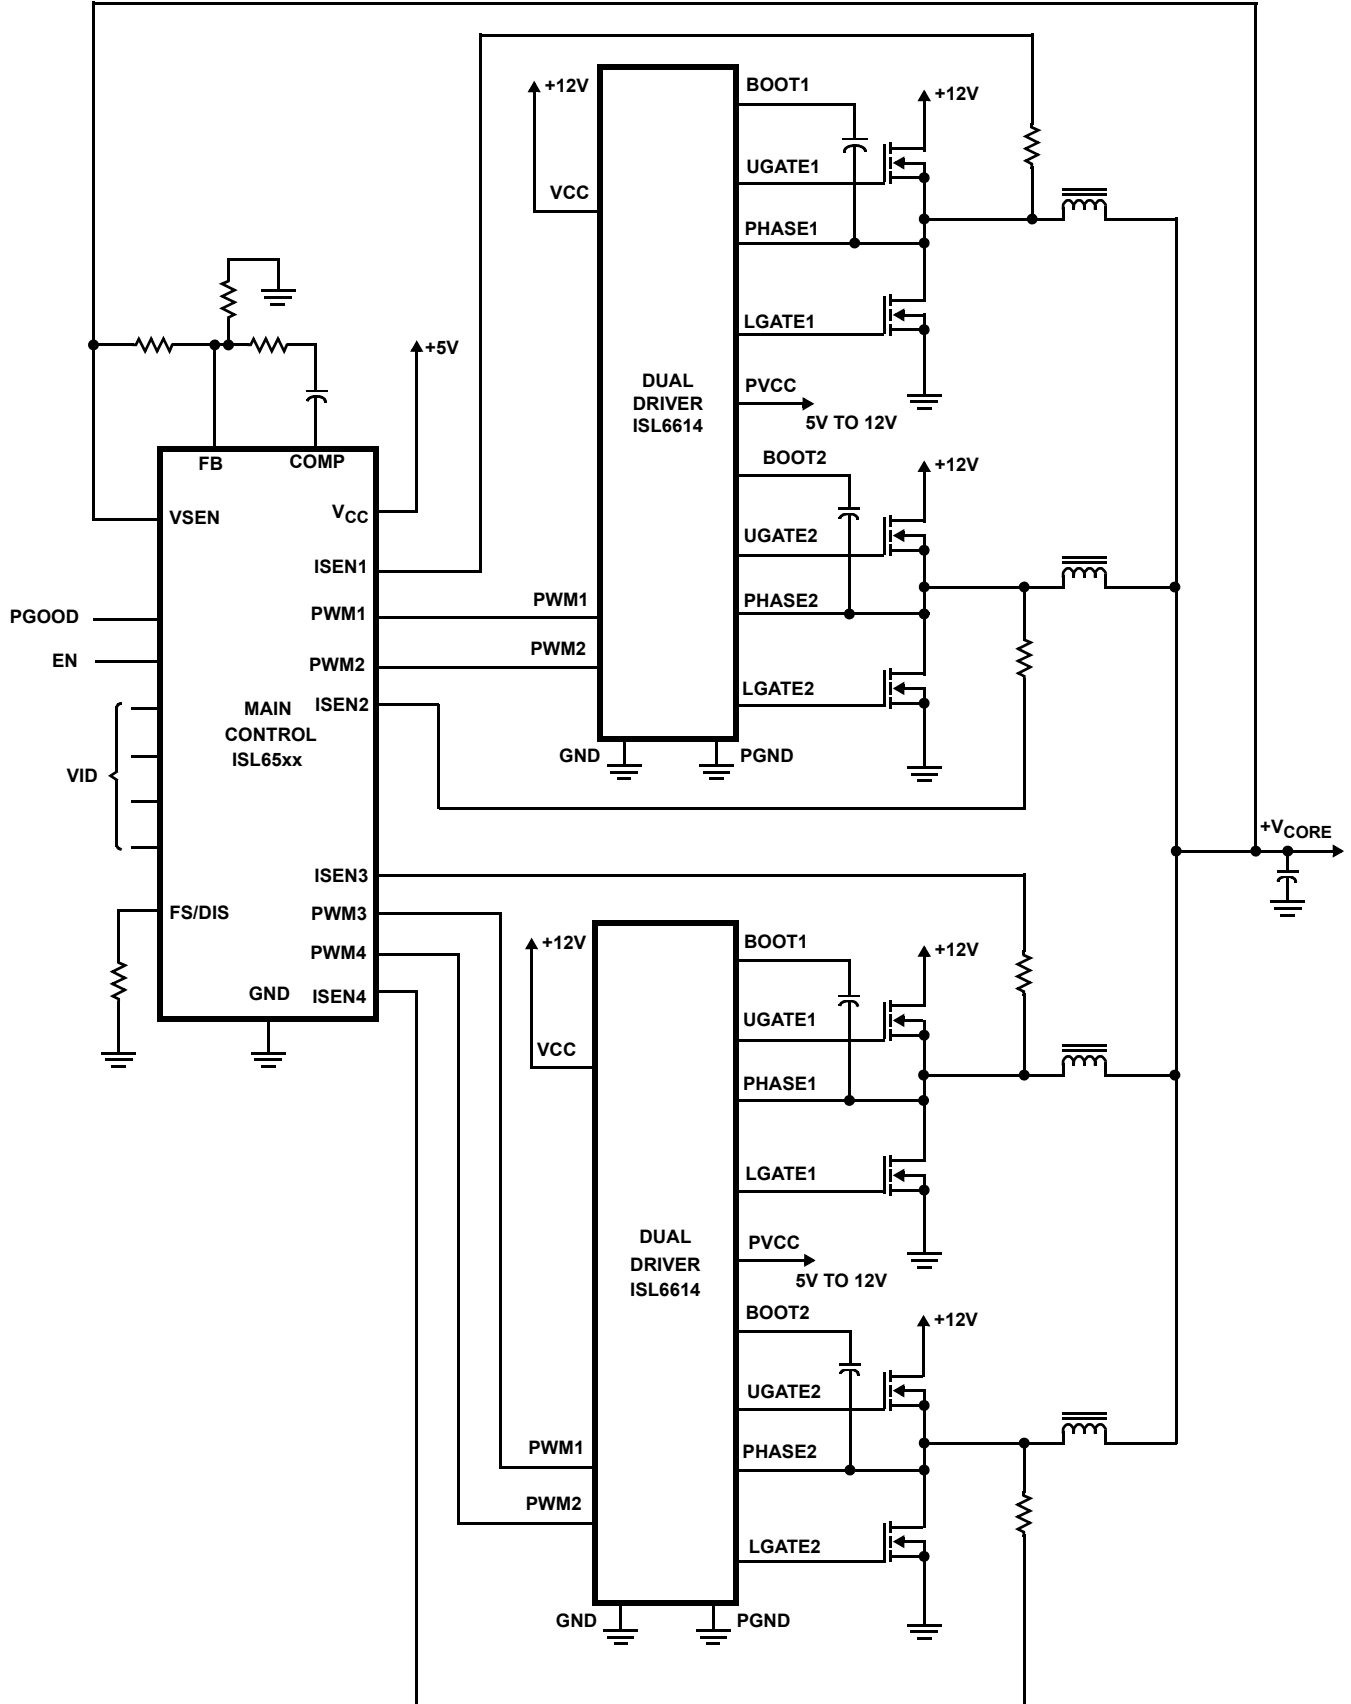 +12V
BOOT1
+12V
UGATE1
VCC
PHASE1
LGATE1
+5V
DUAL
DRIVER
ISL6614
PVCC
5V TO 12V
BOOT2
+12V
FB
COMP
VSEN
VCC
UGATE2
ISEN1
PWM1
PWM1
PHASE2
PGOOD
EN
PWM2
PWM2
LGATE2
ISEN2
MAIN
CONTROL
ISL65xx
VID
GND
PGND
+VCORE
ISEN3
FS/DIS
PWM3
PWM4
GND
ISEN4
+12V
BOOT1
+12V
UGATE1
VCC
PHASE1
LGATE1
DUAL
DRIVER
ISL6614
PVCC
5V TO 12V
BOOT2
+12V
UGATE2
PWM1
PHASE2
PWM2
LGATE2
GND
PGND